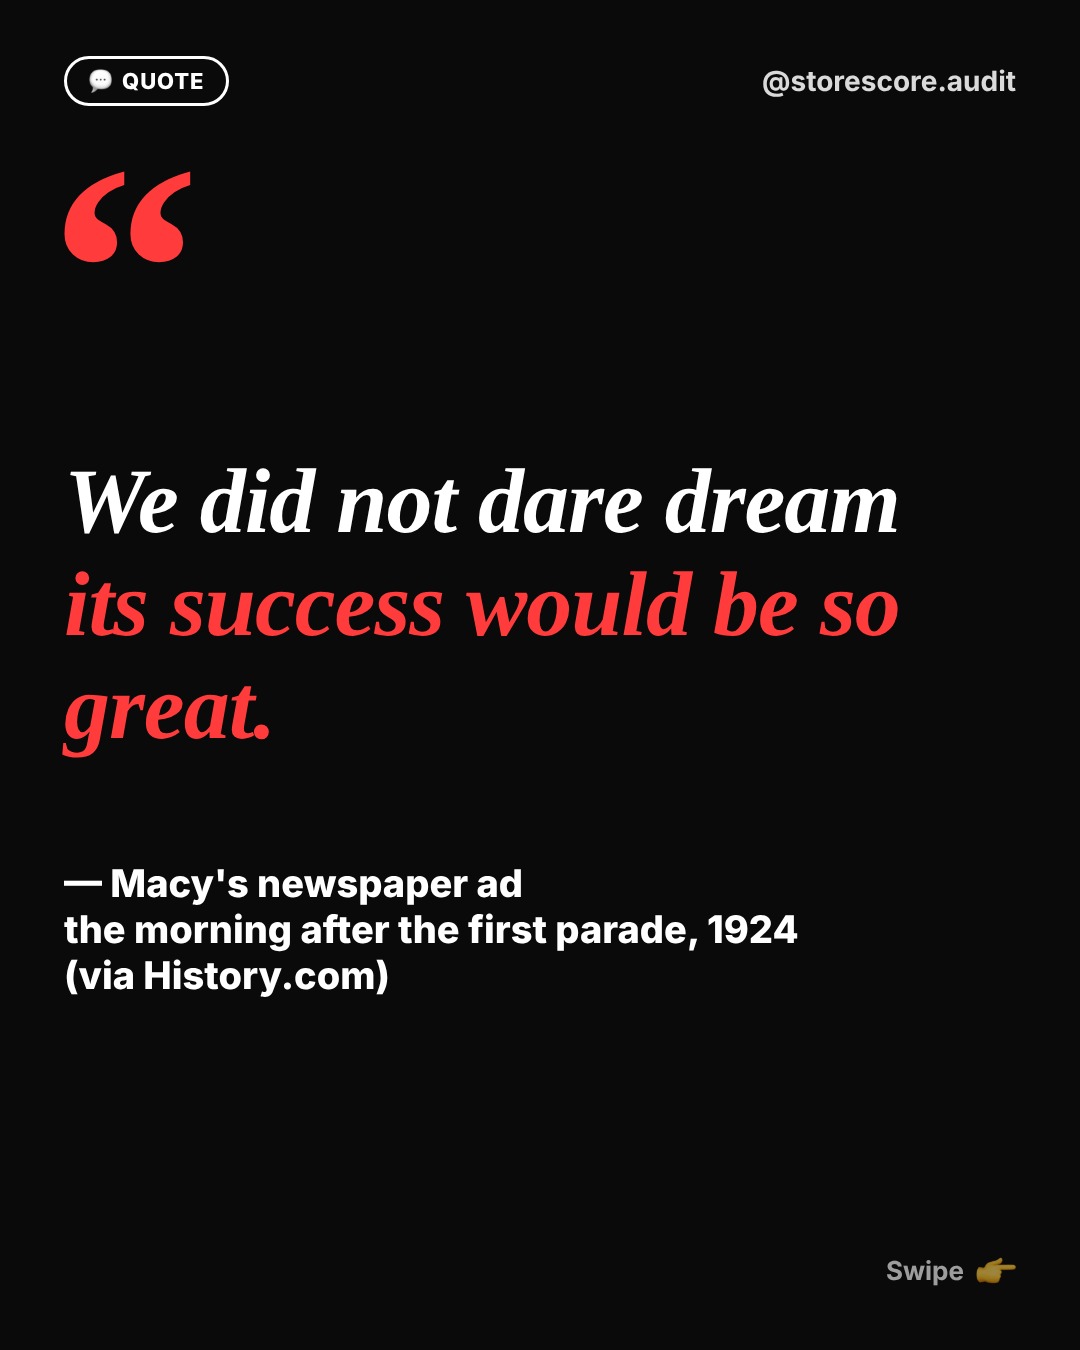 💬 QUOTE
@storescore.audit
“
We did not dare dream
its success would be so
great.
— Macy's newspaper ad
the morning after the first parade, 1924
(via History.com)
Swipe 👉